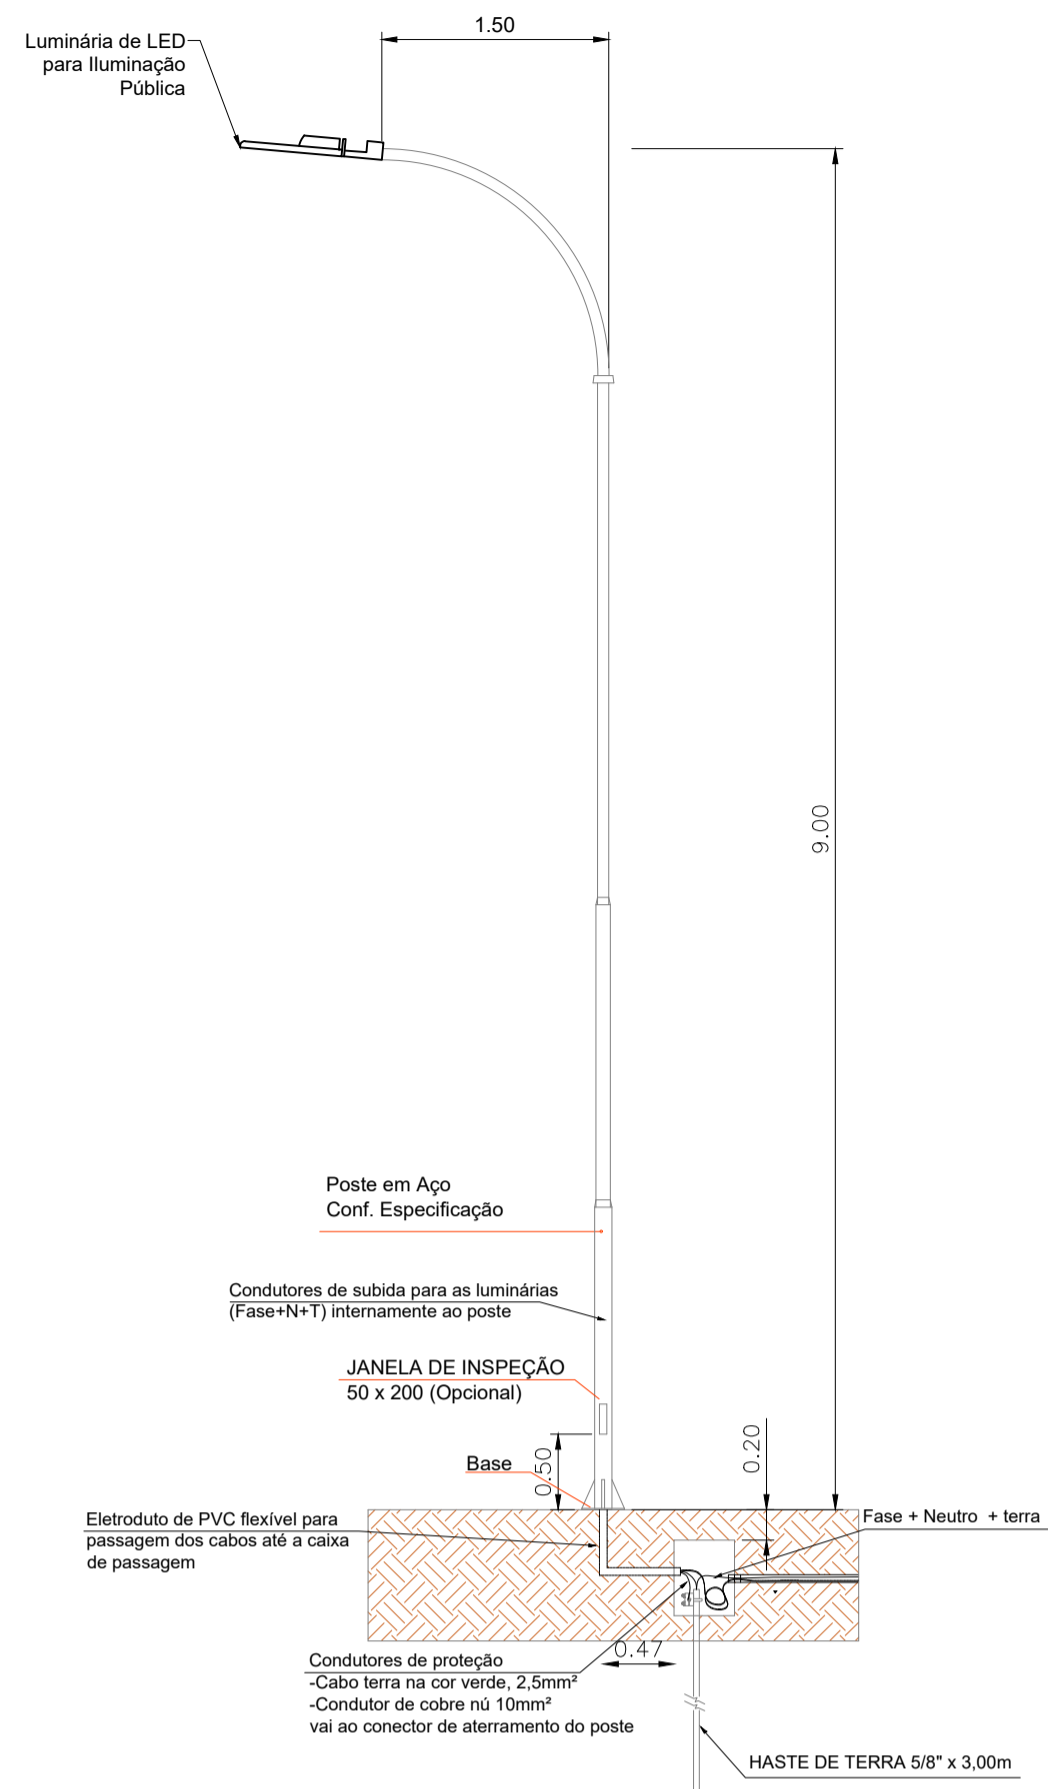 1.50
Luminária de LED
para Iluminação
Pública
9.00
Poste em Aço
Conf. Especificação
Condutores de subida para as luminárias
(Fase+N+T) internamente ao poste
JANELA DE INSPEÇÃO
50 x 200 (Opcional)
0.50
0.20
Base
Eletroduto de PVC flexível para
passagem dos cabos até a caixa
de passagem
Fase + Neutro + terra
0.47
Condutores de proteção
-Cabo terra na cor verde, 2,5mm²
-Condutor de cobre nú 10mm²
vai ao conector de aterramento do poste
HASTE DE TERRA 5/8" x 3,00m